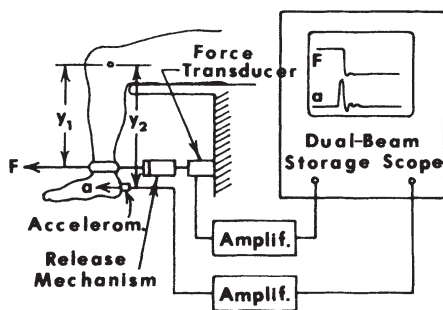 Force
Transducer
y1
y2
F
a
Accelerom.
Release
Mechanism
F
a
Dual-Beam
Storage Scope
Amplif.
Amplif.